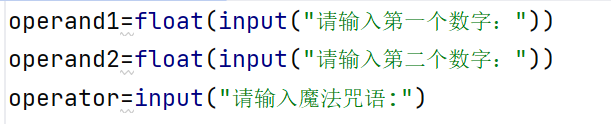 operand1=float(input("请输入第一个数字："))
operand2=float(input("请输入第二个数字："))
operator=input("请输入魔法咒语:")